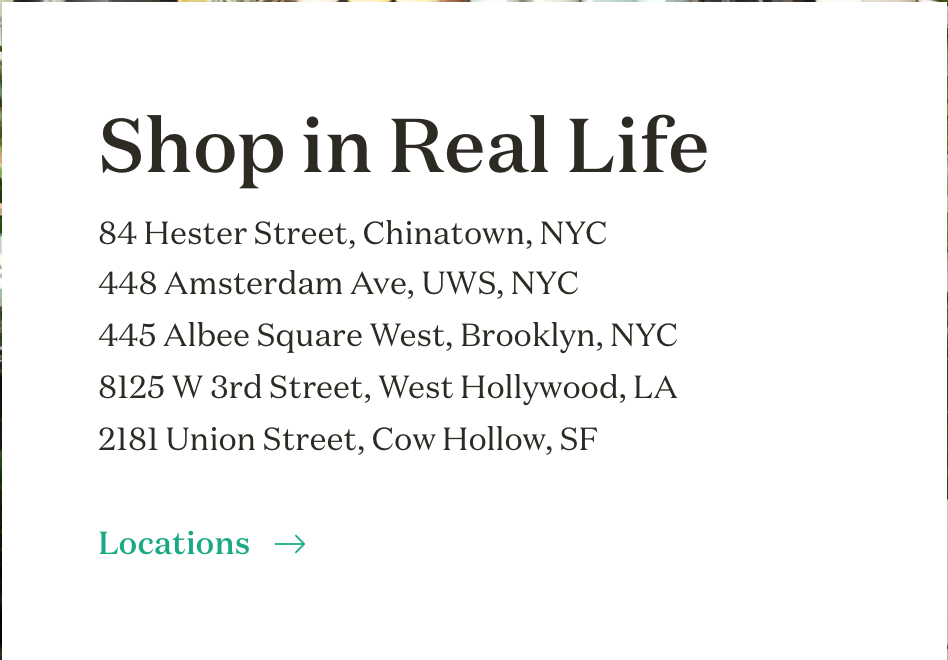 Shop in Real Life
84 Hester Street, Chinatown, NYC
448 Amsterdam Ave, UWS, NYC
445 Albee Square West, Brooklyn, NYC
8125 W 3rd Street, West Hollywood, LA
2181 Union Street, Cow Hollow, SF
Locations →